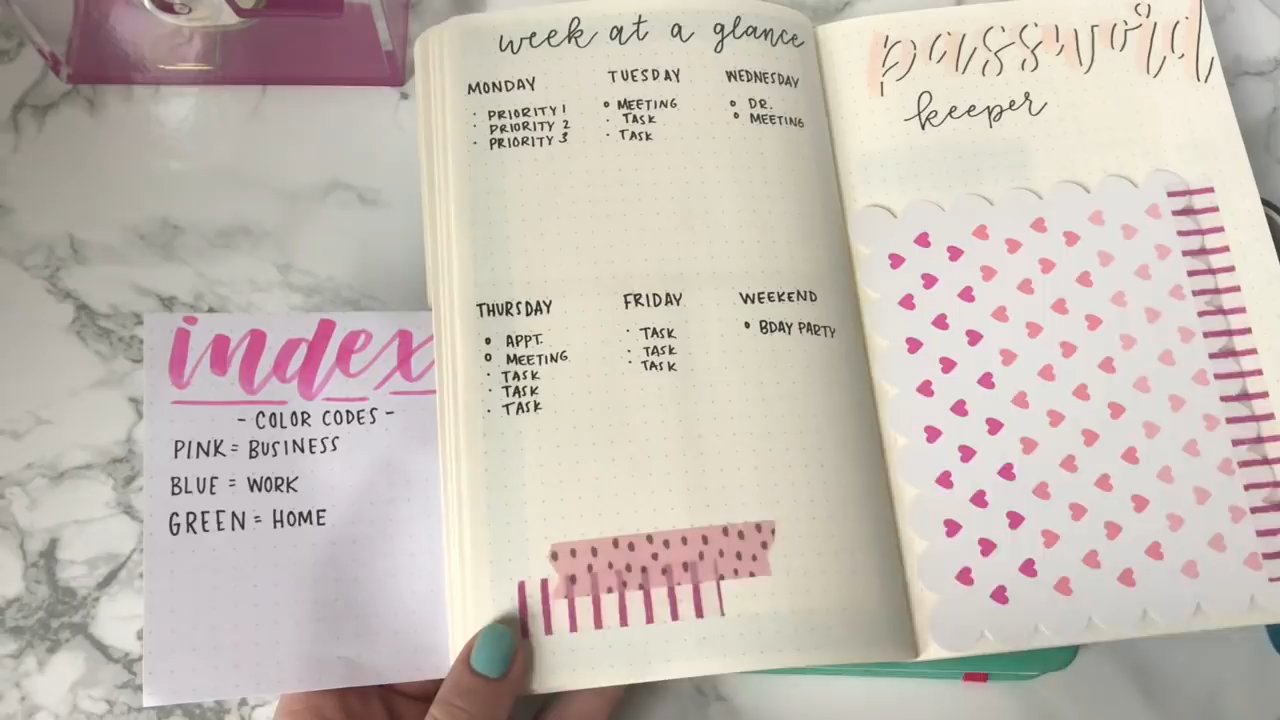 week at a glance
MONDAY
· PRIORITY 1
· PRIORITY 2
· PRIORITY 3
TUESDAY
° MEETING
· TASK
· TASK
WEDNESDAY
° DR.
° MEETING
THURSDAY
° APPT.
° MEETING
· TASK
· TASK
· TASK
FRIDAY
· TASK
· TASK
· TASK
WEEKEND
• BDAY PARTY
password
keeper
index
- COLOR CODES -
PINK = BUSINESS
BLUE = WORK
GREEN = HOME